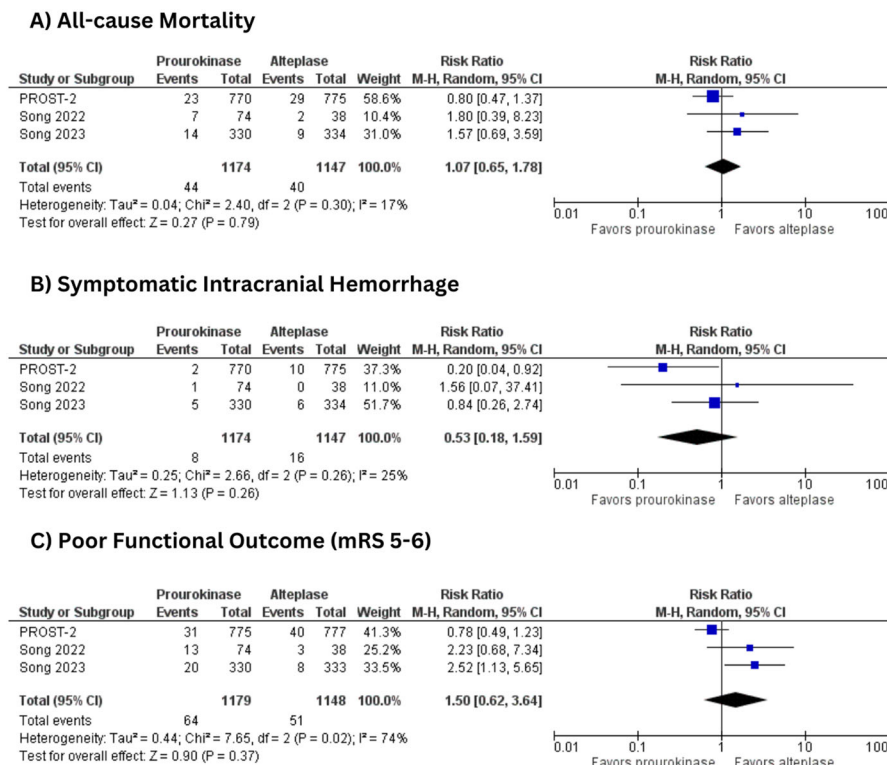 A) All-cause Mortality
Prourokinase Alteplase Risk Ratio Risk Ratio
Study or Subgroup Events Total Events Total Weight M-H, Random, 95% CI M-H, Random, 95% CI
PROST-2 23 770 29 775 58.6% 0.80 [0.47, 1.37]
Song 2022 7 74 2 38 10.4% 1.80 [0.39, 8.23]
Song 2023 14 330 9 334 31.0% 1.57 [0.69, 3.59]
Total (95% CI) 1174 1147 100.0% 1.07 [0.65, 1.78]
Total events 44 40
Heterogeneity: Tau² = 0.04; Chi² = 2.40, df = 2 (P = 0.30); I² = 17%
Test for overall effect: Z = 0.27 (P = 0.79)
0.01 0.1 1 10 100
Favors prourokinase Favors alteplase
B) Symptomatic Intracranial Hemorrhage
Prourokinase Alteplase Risk Ratio Risk Ratio
Study or Subgroup Events Total Events Total Weight M-H, Random, 95% CI M-H, Random, 95% CI
PROST-2 2 770 10 775 37.3% 0.20 [0.04, 0.92]
Song 2022 1 74 0 38 11.0% 1.56 [0.07, 37.41]
Song 2023 5 330 6 334 51.7% 0.84 [0.26, 2.74]
Total (95% CI) 1174 1147 100.0% 0.53 [0.18, 1.59]
Total events 8 16
Heterogeneity: Tau² = 0.25; Chi² = 2.66, df = 2 (P = 0.26); I² = 25%
Test for overall effect: Z = 1.13 (P = 0.26)
0.01 0.1 1 10 100
Favors prourokinase Favors alteplase
C) Poor Functional Outcome (mRS 5-6)
Prourokinase Alteplase Risk Ratio Risk Ratio
Study or Subgroup Events Total Events Total Weight M-H, Random, 95% CI M-H, Random, 95% CI
PROST-2 31 775 40 777 41.3% 0.78 [0.49, 1.23]
Song 2022 13 74 3 38 25.2% 2.23 [0.68, 7.34]
Song 2023 20 330 8 333 33.5% 2.52 [1.13, 5.65]
Total (95% CI) 1179 1148 100.0% 1.50 [0.62, 3.64]
Total events 64 51
Heterogeneity: Tau² = 0.44; Chi² = 7.65, df = 2 (P = 0.02); I² = 74%
Test for overall effect: Z = 0.90 (P = 0.37)
0.01 0.1 1 10 100
Favors prourokinase Favors alteplase